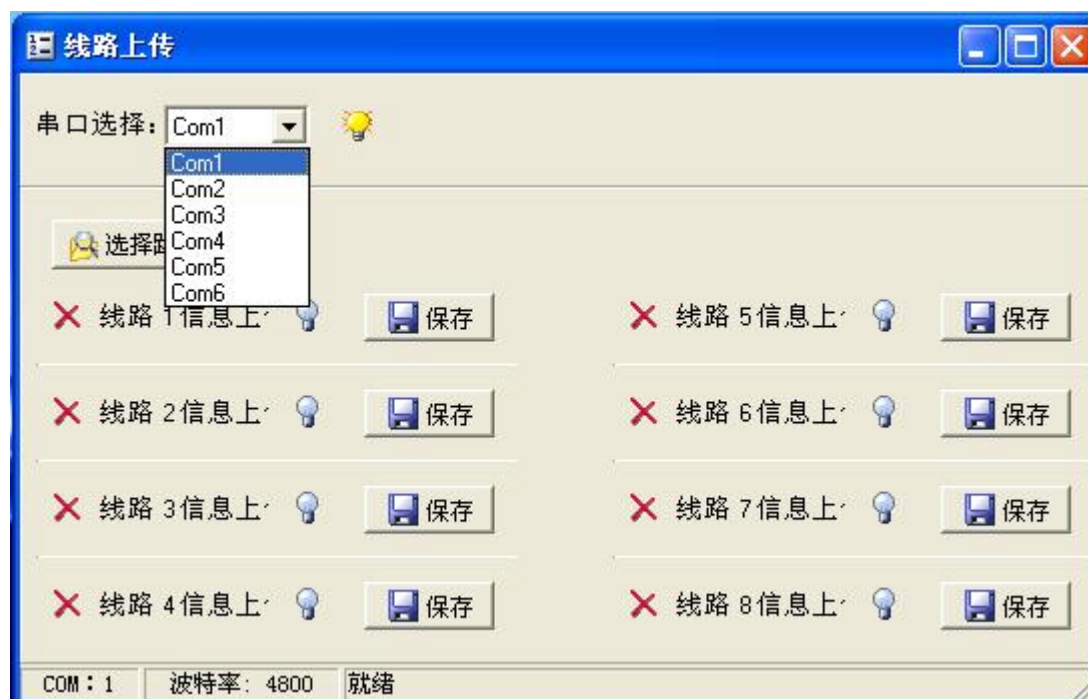 线路上传
串口选择：Com1
Com1
Com2
Com3
Com4
Com5
Com6
选择
线路 1信息上
保存
线路 5信息上
保存
线路 2信息上
保存
线路 6信息上
保存
线路 3信息上
保存
线路 7信息上
保存
线路 4信息上
保存
线路 8信息上
保存
COM：1 波特率: 4800 就绪